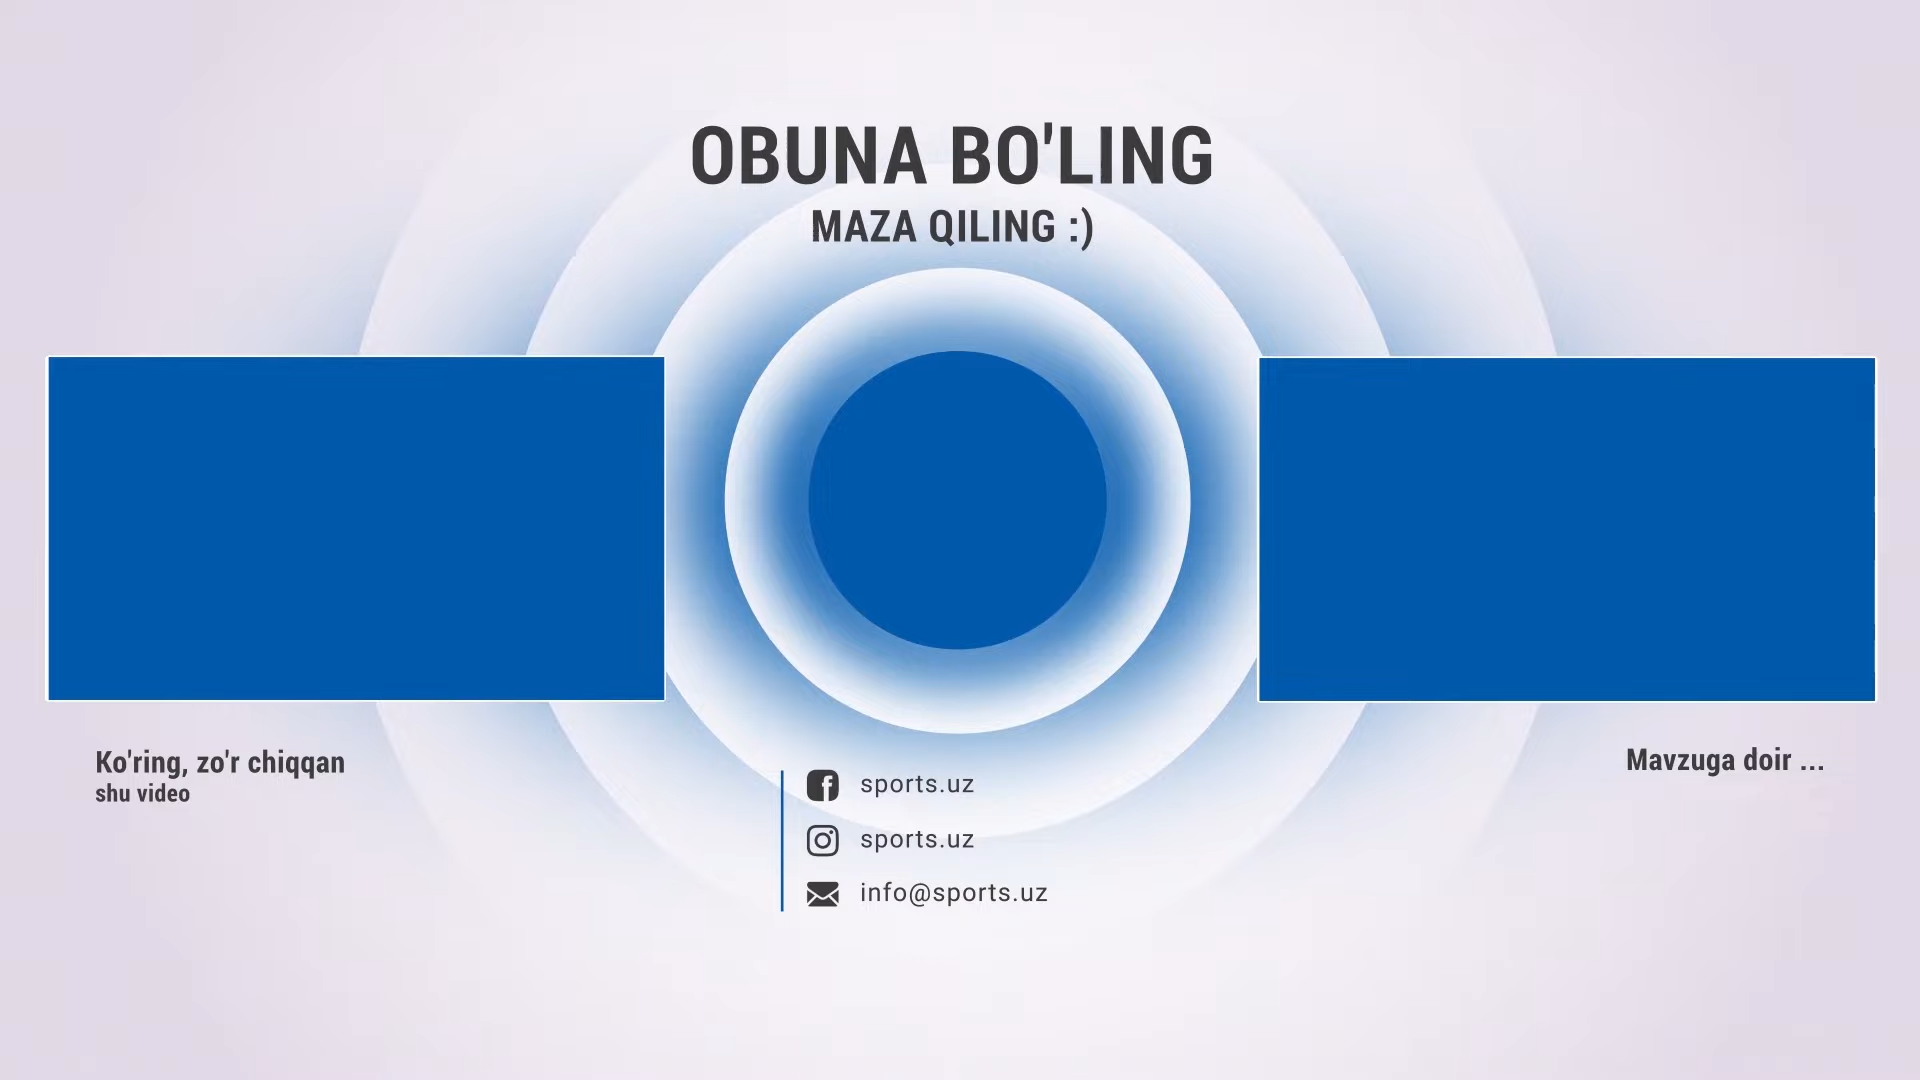 OBUNA BO'LING
MAZA QILING :)
Ko'ring, zo'r chiqqan
shu video
Mavzuga doir ...
sports.uz
sports.uz
info@sports.uz